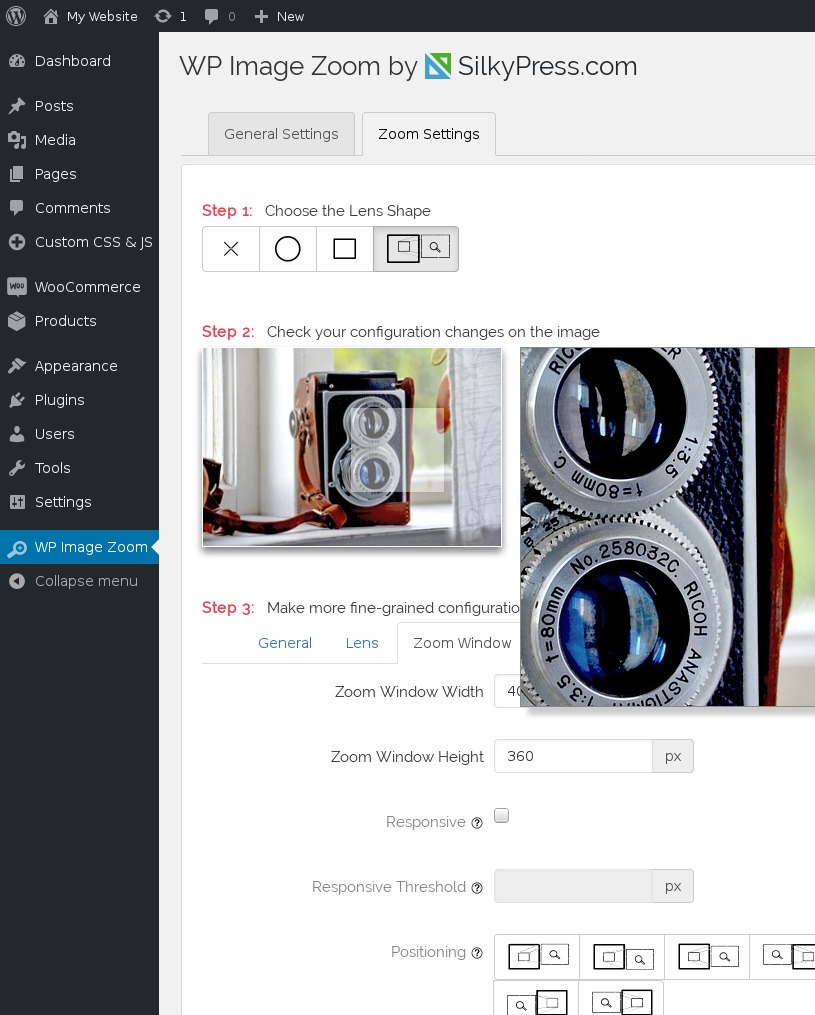 My Website 1 0 New
Dashboard
Posts
Media
Pages
Comments
Custom CSS & JS
WooCommerce
Products
Appearance
Plugins
Users
Tools
Settings
WP Image Zoom
Collapse menu
WP Image Zoom by SilkyPress.com
General Settings Zoom Settings
Step 1: Choose the Lens Shape
Step 2: Check your configuration changes on the image
1:3.5
f=80mm C.
No.258032C. RICOH ANASTIGMA
f=80mm
1:3.5
Step 3: Make more fine-grained configuratio
General Lens Zoom Window
Zoom Window Width 40
Zoom Window Height 360 px
Responsive ?
Responsive Threshold ? px
Positioning ?